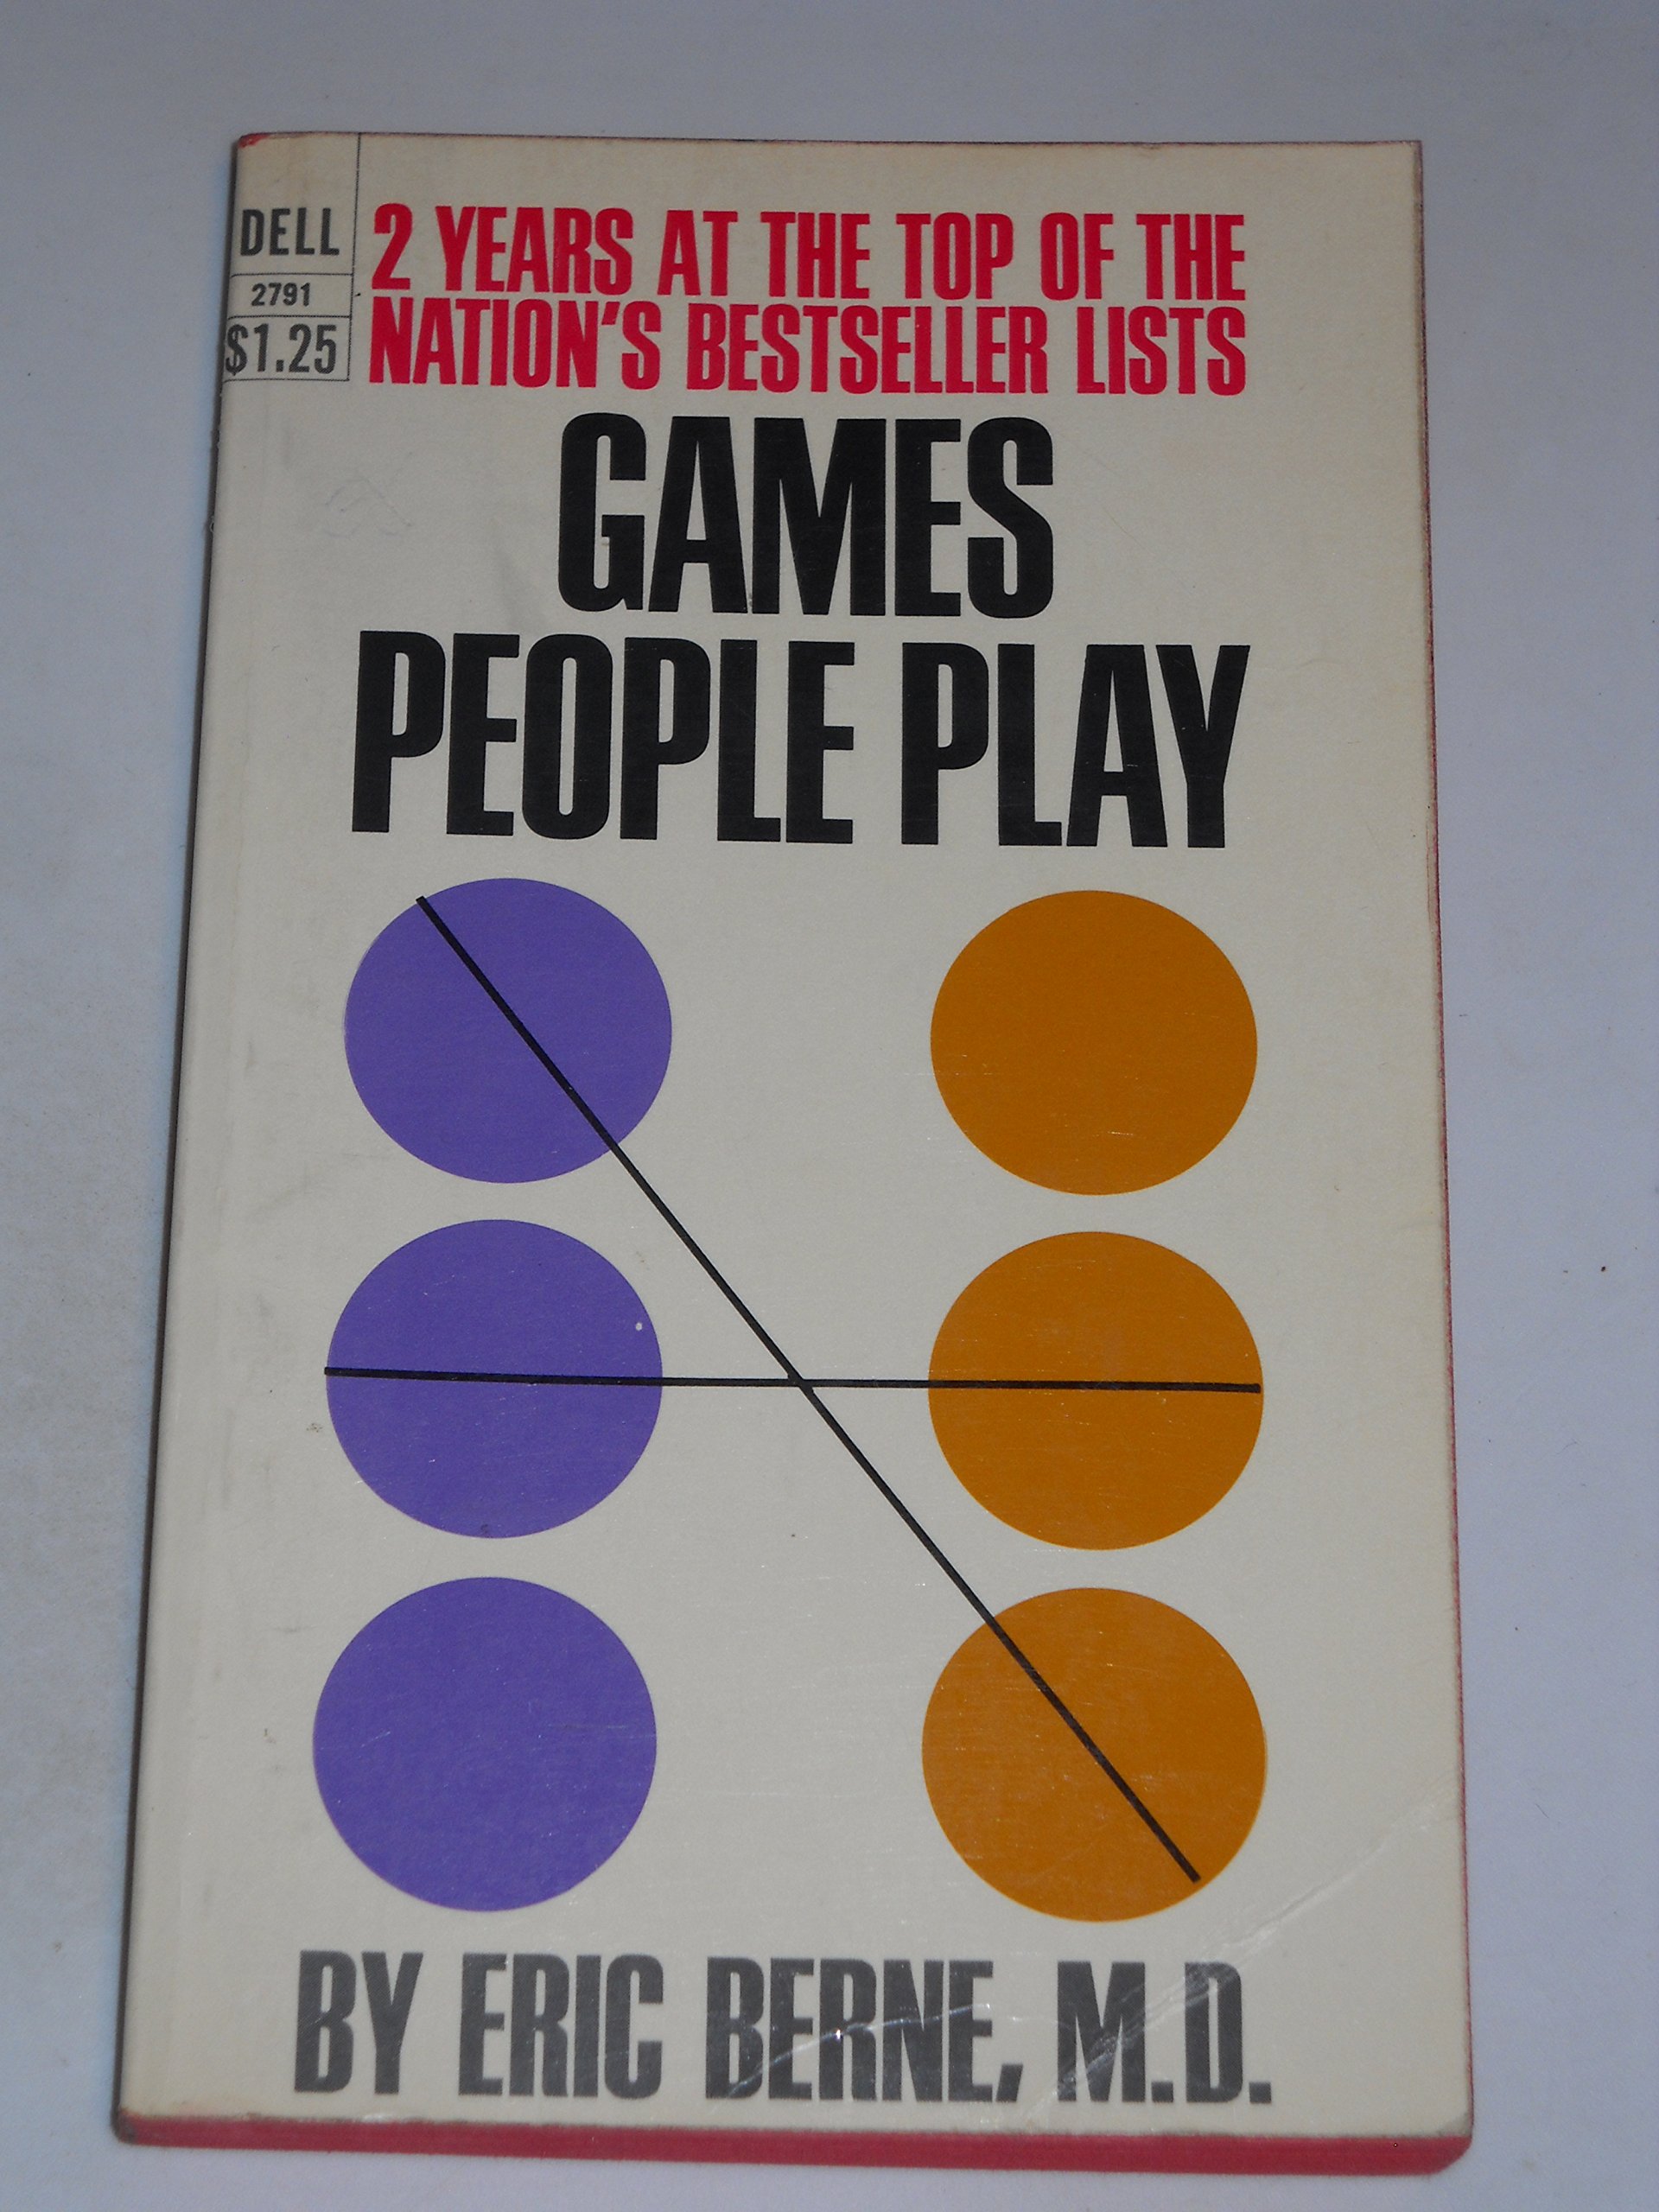 DELL
2791
$1.25
2 YEARS AT THE TOP OF THE
NATION'S BESTSELLER LISTS
GAMES
PEOPLE PLAY
BY ERIC BERNE, M.D.